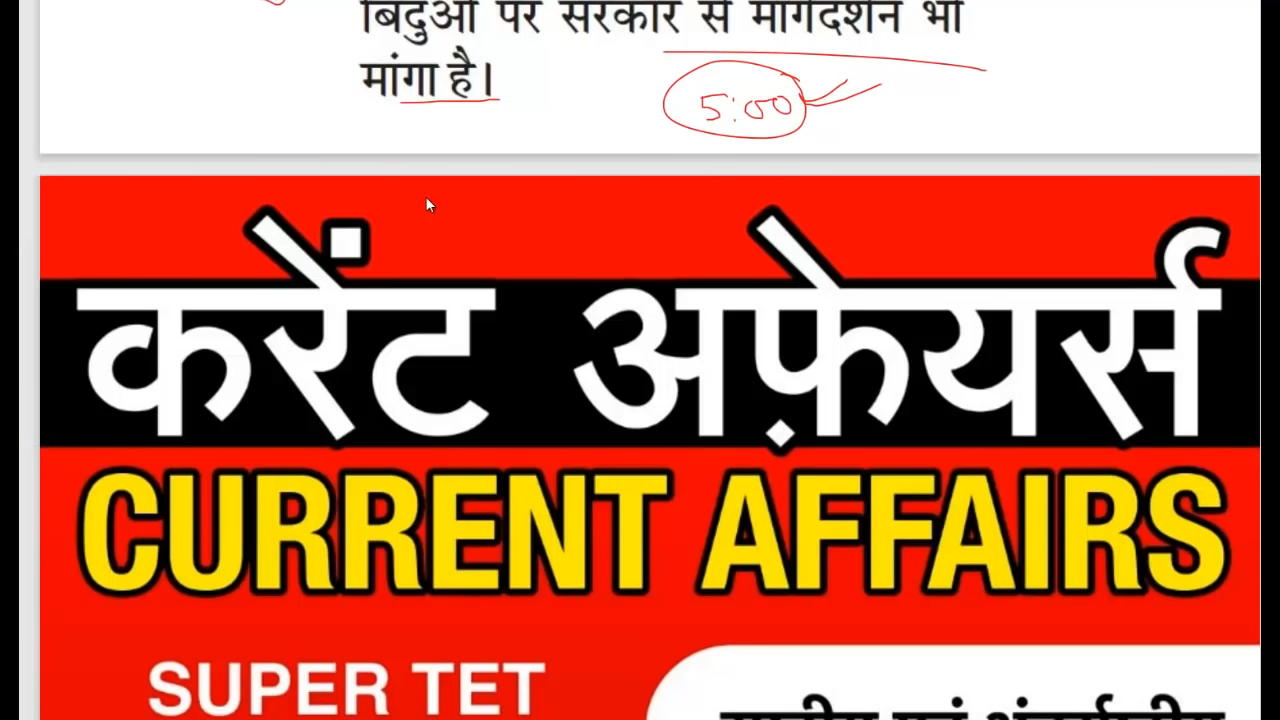 बिंदुओं पर सरकार से मार्गदर्शन भी
मांगा है।
5:00
करेंट अफ़ेयर्स
CURRENT AFFAIRS
SUPER TET